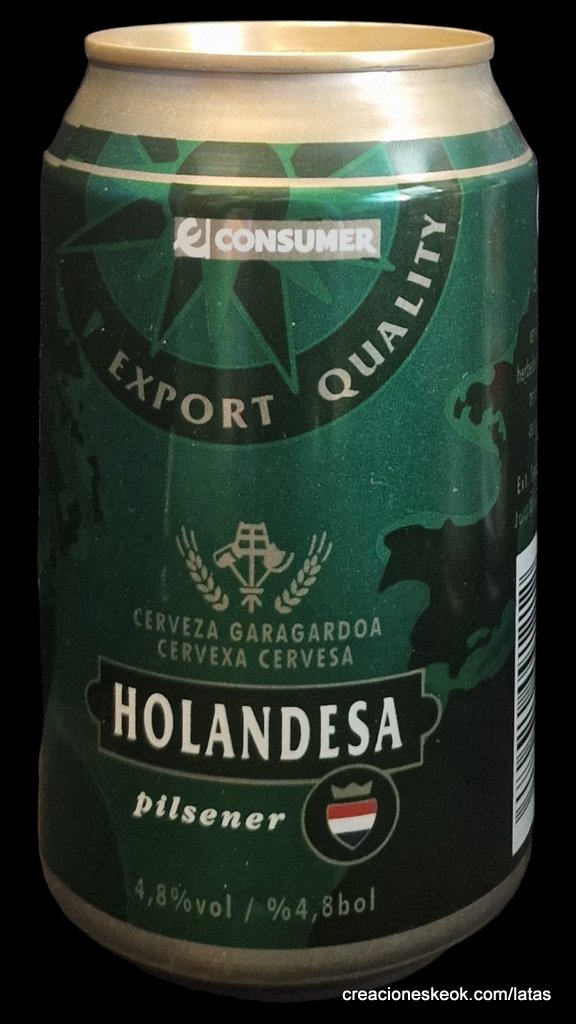 CONSUMER
EXPORT QUALITY
CERVEZA GARAGARDOA
CERVEXA CERVESA
HOLANDESA
pilsener
4,8%vol / %4,8bol
creacioneskeok.com/latas